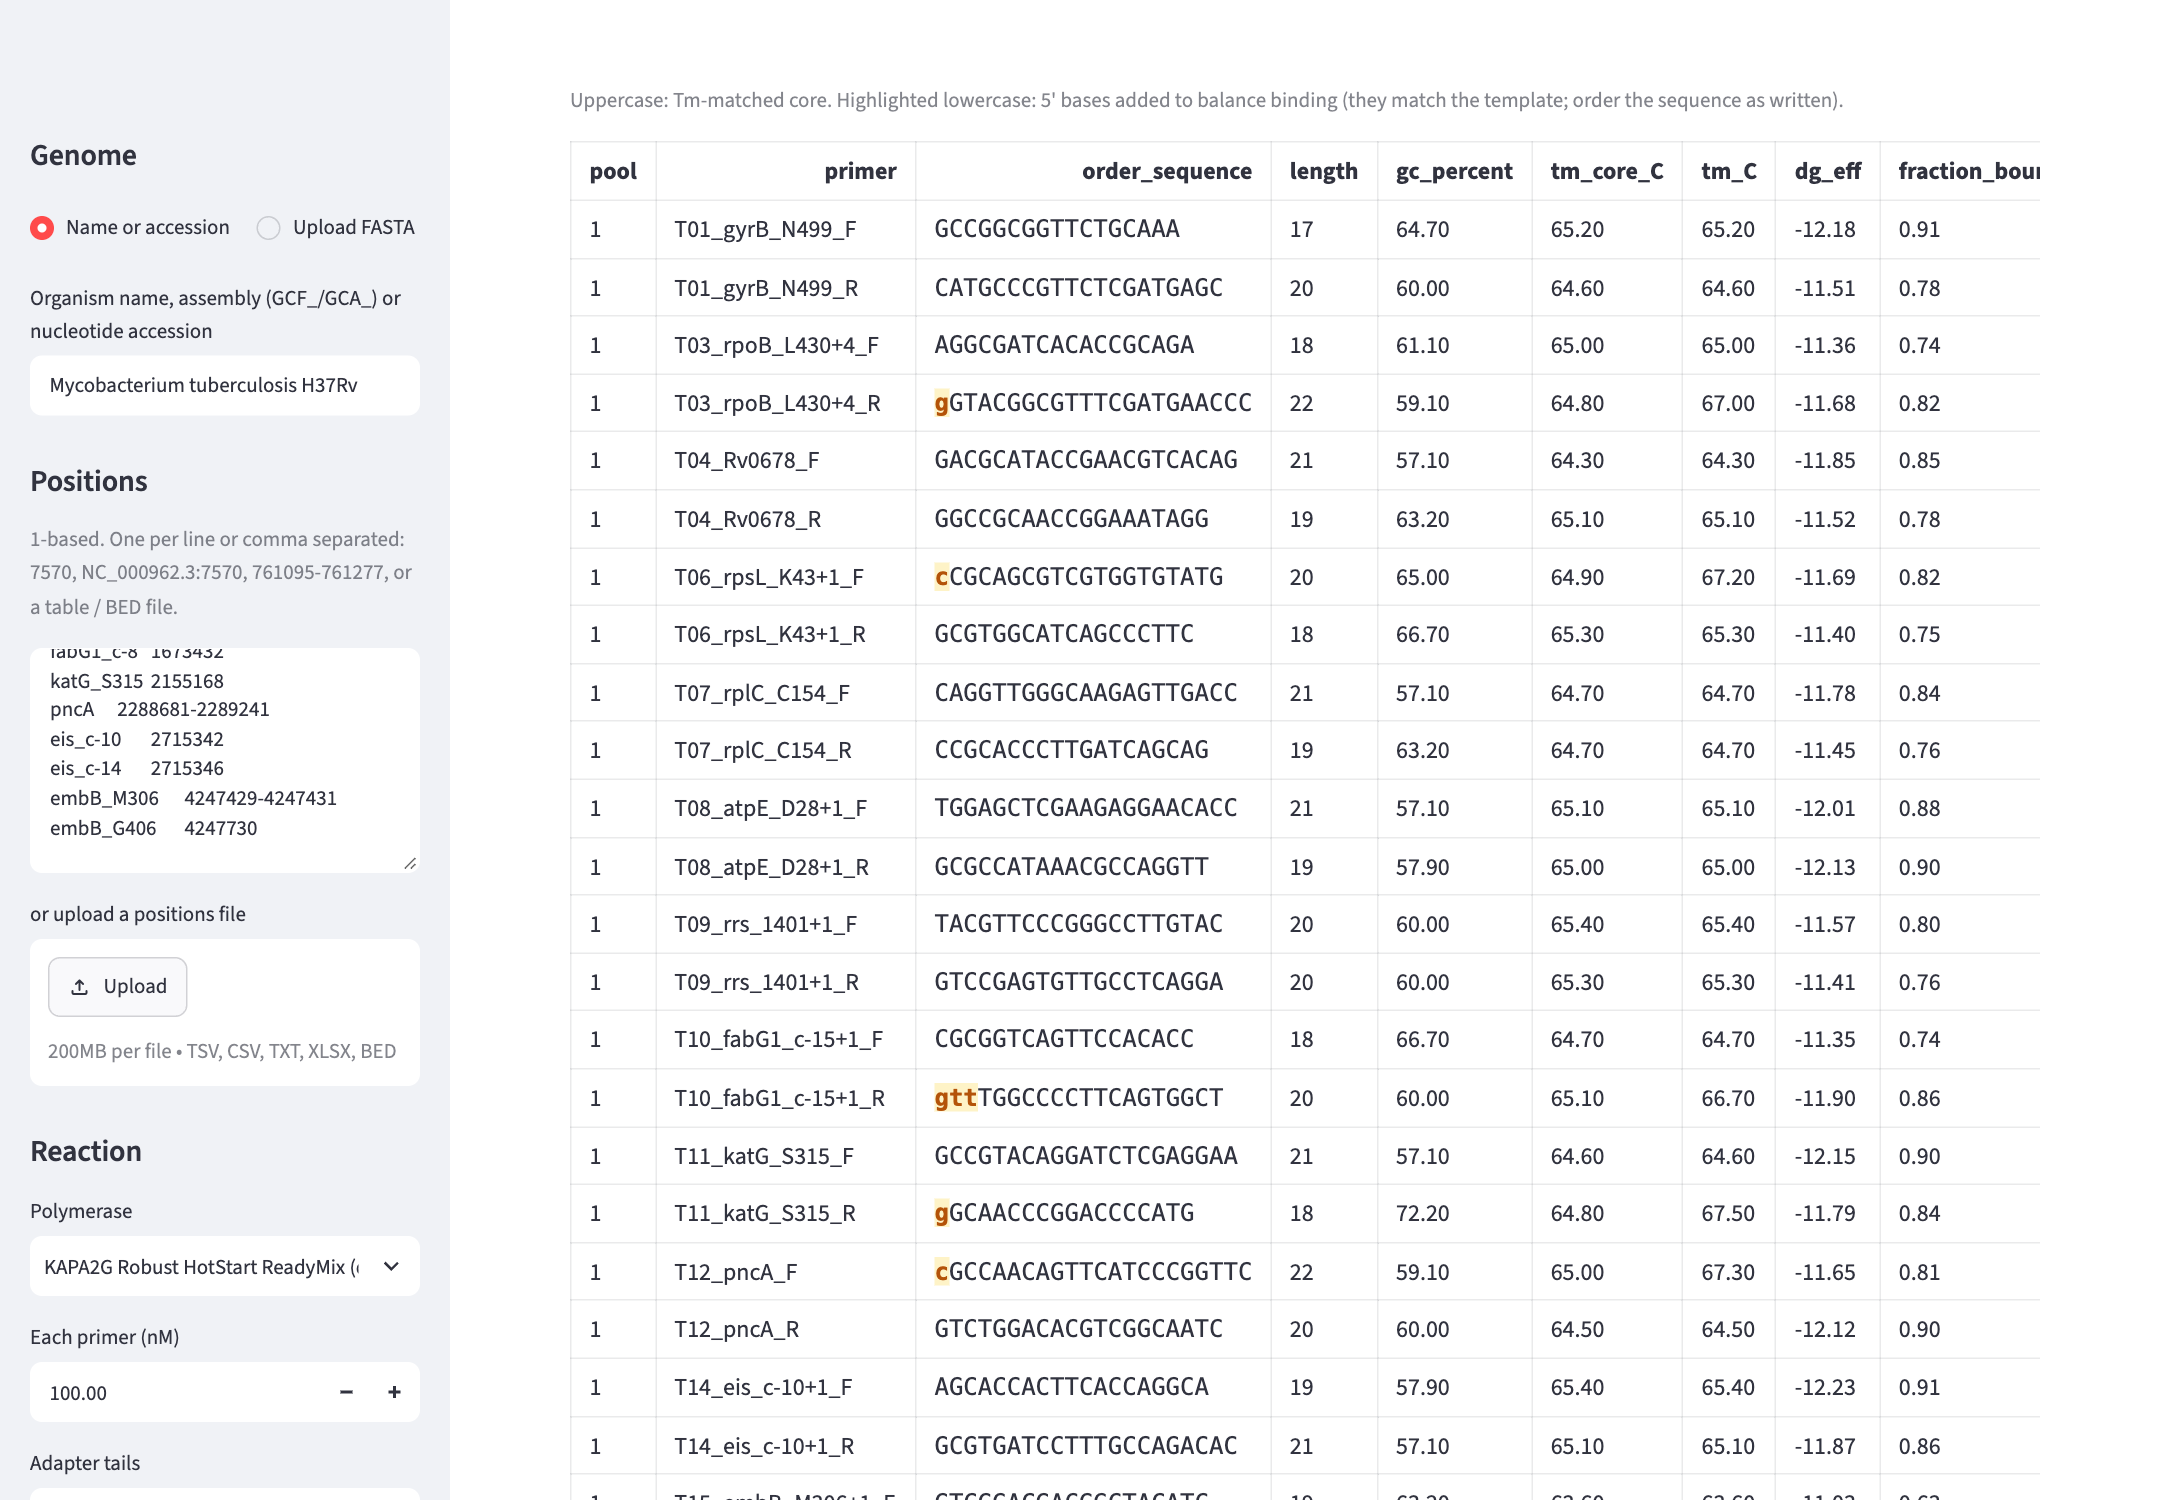 Genome
Name or accession
Upload FASTA
Organism name, assembly (GCF_/GCA_) or
nucleotide accession
Mycobacterium tuberculosis H37Rv
Positions
1-based. One per line or comma separated:
7570, NC_000962.3:7570, 761095-761277, or
a table / BED file.
fabG1_c-8 1673432
katG_S315 2155168
pncA 2288681-2289241
eis_c-10 2715342
eis_c-14 2715346
embB_M306 4247429-4247431
embB_G406 4247730
or upload a positions file
Upload
200MB per file • TSV, CSV, TXT, XLSX, BED
Reaction
Polymerase
KAPA2G Robust HotStart ReadyMix (
Each primer (nM)
100.00
Adapter tails
Uppercase: Tm-matched core. Highlighted lowercase: 5' bases added to balance binding (they match the template; order the sequence as written).
pool primer order_sequence length gc_percent tm_core_C tm_C dg_eff fraction_bour
1 T01_gyrB_N499_F GCCGGCGGTTCTGCAAA 17 64.70 65.20 65.20 -12.18 0.91
1 T01_gyrB_N499_R CATGCCCGTTCTCGATGAGC 20 60.00 64.60 64.60 -11.51 0.78
1 T03_rpoB_L430+4_F AGGCGATCACACCGCAGA 18 61.10 65.00 65.00 -11.36 0.74
1 T03_rpoB_L430+4_R gGTACGGCGTTTCGATGAACCC 22 59.10 64.80 67.00 -11.68 0.82
1 T04_Rv0678_F GACGCATACCGAACGTCACAG 21 57.10 64.30 64.30 -11.85 0.85
1 T04_Rv0678_R GGCCGCAACCGGAAATAGG 19 63.20 65.10 65.10 -11.52 0.78
1 T06_rpsL_K43+1_F cCGCAGCGTCGTGGTGTATG 20 65.00 64.90 67.20 -11.69 0.82
1 T06_rpsL_K43+1_R GCGTGGCATCAGCCCTTC 18 66.70 65.30 65.30 -11.40 0.75
1 T07_rplC_C154_F CAGGTTGGGCAAGAGTTGACC 21 57.10 64.70 64.70 -11.78 0.84
1 T07_rplC_C154_R CCGCACCCTTGATCAGCAG 19 63.20 64.70 64.70 -11.45 0.76
1 T08_atpE_D28+1_F TGGAGCTCGAAGAGGAACACC 21 57.10 65.10 65.10 -12.01 0.88
1 T08_atpE_D28+1_R GCGCCATAAACGCCAGGTT 19 57.90 65.00 65.00 -12.13 0.90
1 T09_rrs_1401+1_F TACGTTCCCGGGCCTTGTAC 20 60.00 65.40 65.40 -11.57 0.80
1 T09_rrs_1401+1_R GTCCGAGTGTTGCCTCAGGA 20 60.00 65.30 65.30 -11.41 0.76
1 T10_fabG1_c-15+1_F CGCGGTCAGTTCCACACC 18 66.70 64.70 64.70 -11.35 0.74
1 T10_fabG1_c-15+1_R gttTGGCCCCTTCAGTGGCT 20 60.00 65.10 66.70 -11.90 0.86
1 T11_katG_S315_F GCCGTACAGGATCTCGAGGAA 21 57.10 64.60 64.60 -12.15 0.90
1 T11_katG_S315_R gGCAACCCGGACCCCATG 18 72.20 64.80 67.50 -11.79 0.84
1 T12_pncA_F cGCCAACAGTTCATCCCGGTTC 22 59.10 65.00 67.30 -11.65 0.81
1 T12_pncA_R GTCTGGACACGTCGGCAATC 20 60.00 64.50 64.50 -12.12 0.90
1 T14_eis_c-10+1_F AGCACCACTTCACCAGGCA 19 57.90 65.40 65.40 -12.23 0.91
1 T14_eis_c-10+1_R GCGTGATCCTTTGCCAGACAC 21 57.10 65.10 65.10 -11.87 0.86